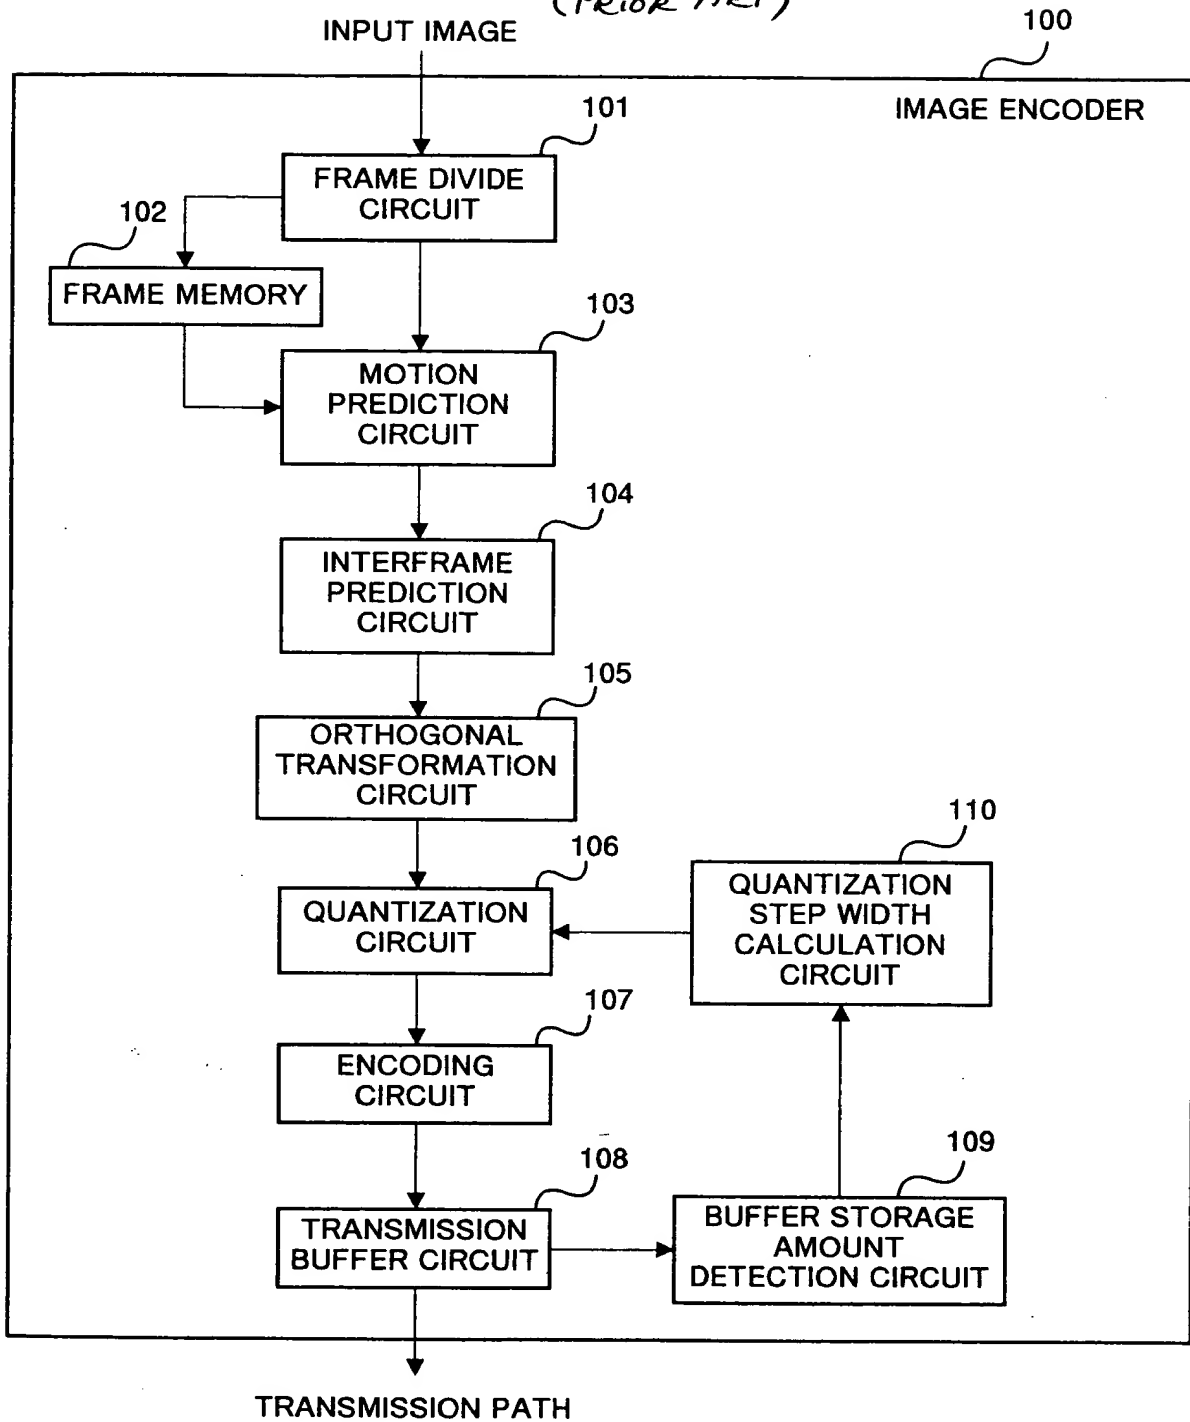 (PRIOR ART)
INPUT IMAGE
100
IMAGE ENCODER
101
FRAME DIVIDE
CIRCUIT
102
FRAME MEMORY
103
MOTION
PREDICTION
CIRCUIT
104
INTERFRAME
PREDICTION
CIRCUIT
105
ORTHOGONAL
TRANSFORMATION
CIRCUIT
106
QUANTIZATION
CIRCUIT
110
QUANTIZATION
STEP WIDTH
CALCULATION
CIRCUIT
107
ENCODING
CIRCUIT
108
TRANSMISSION
BUFFER CIRCUIT
109
BUFFER STORAGE
AMOUNT
DETECTION CIRCUIT
TRANSMISSION PATH